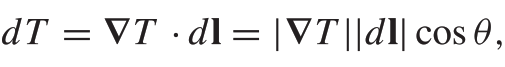 dT = ∇T · d𝐥 = |∇T||d𝐥| cos θ,